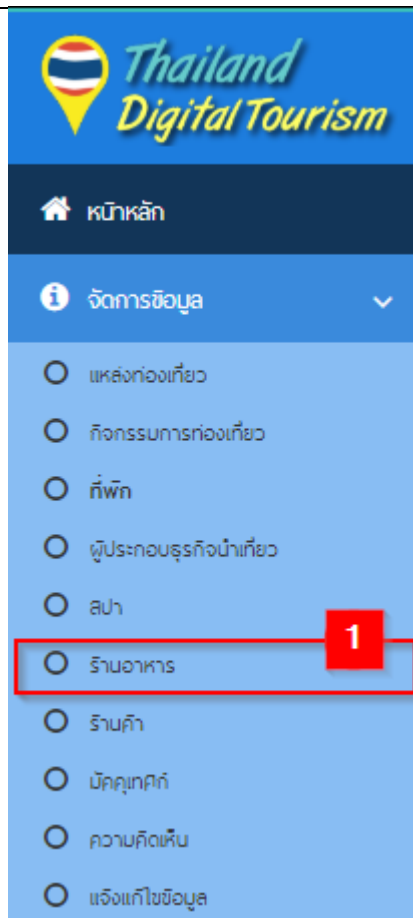 Thailand
Digital Tourism
หน้าหลัก
จัดการข้อมูล
แหล่งท่องเที่ยว
กิจกรรมการท่องเที่ยว
ที่พัก
ผู้ประกอบธุรกิจนำเที่ยว
สปา
1
ร้านอาหาร
ร้านค้า
มัคคุเทศก์
ความคิดเห็น
แจ้งแก้ไขข้อมูล